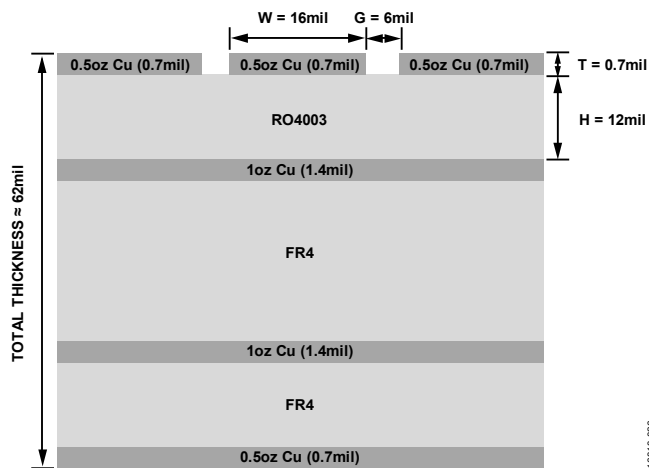 W = 16mil
G = 6mil
0.5oz Cu (0.7mil)
0.5oz Cu (0.7mil)
0.5oz Cu (0.7mil)
T = 0.7mil
RO4003
H = 12mil
1oz Cu (1.4mil)
FR4
TOTAL THICKNESS ≈ 62mil
1oz Cu (1.4mil)
FR4
0.5oz Cu (0.7mil)